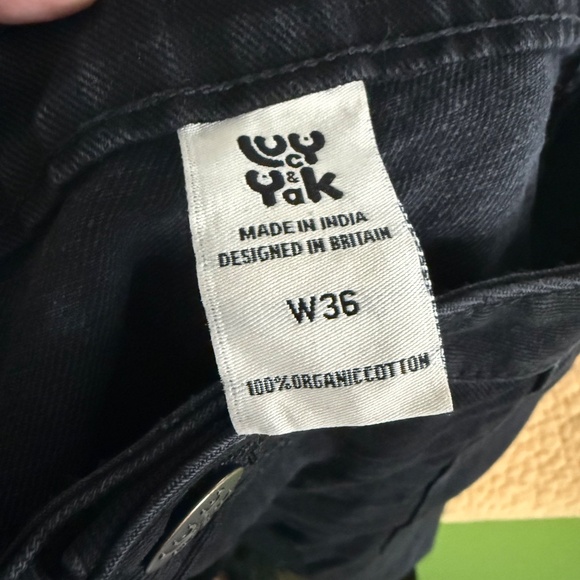 Lucy
&
Yak
MADE IN INDIA
DESIGNED IN BRITAIN
W36
100%ORGANICCOTTON